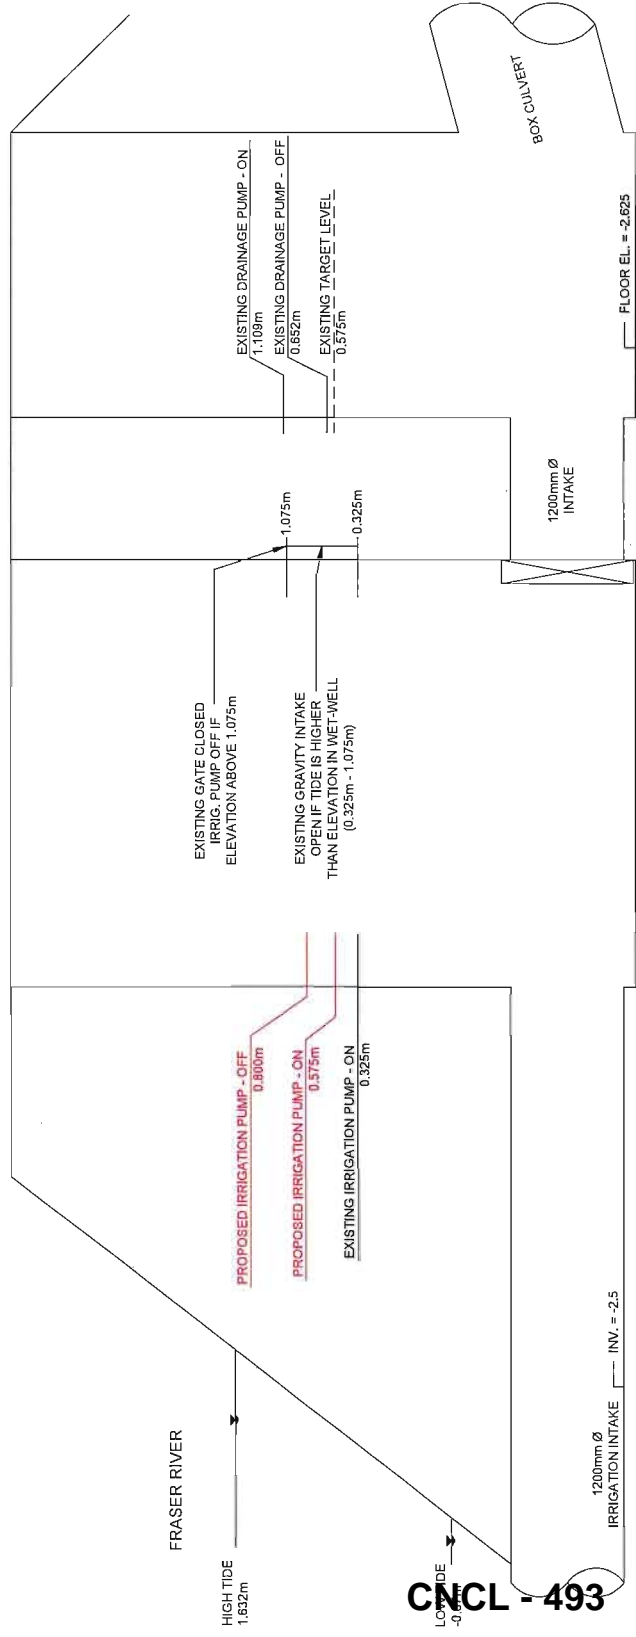 HIGH TIDE
1.632m
FRASER RIVER
LOW TIDE
1200mm Ø
IRRIGATION INTAKE
INV. = -2.5
PROPOSED IRRIGATION PUMP - OFF
0.800m
PROPOSED IRRIGATION PUMP - ON
0.575m
EXISTING IRRIGATION PUMP - ON
0.325m
EXISTING GATE CLOSED
IRRIG. PUMP OFF IF
ELEVATION ABOVE 1.075m
EXISTING GRAVITY INTAKE
OPEN IF TIDE IS HIGHER
THAN ELEVATION IN WET-WELL
(0.325m - 1.075m)
1.075m
0.325m
1200mm Ø
INTAKE
EXISTING DRAINAGE PUMP - ON
1.109m
EXISTING DRAINAGE PUMP - OFF
0.652m
EXISTING TARGET LEVEL
0.575m
FLOOR EL. = -2.625
BOX CULVERT
CNCL - 493